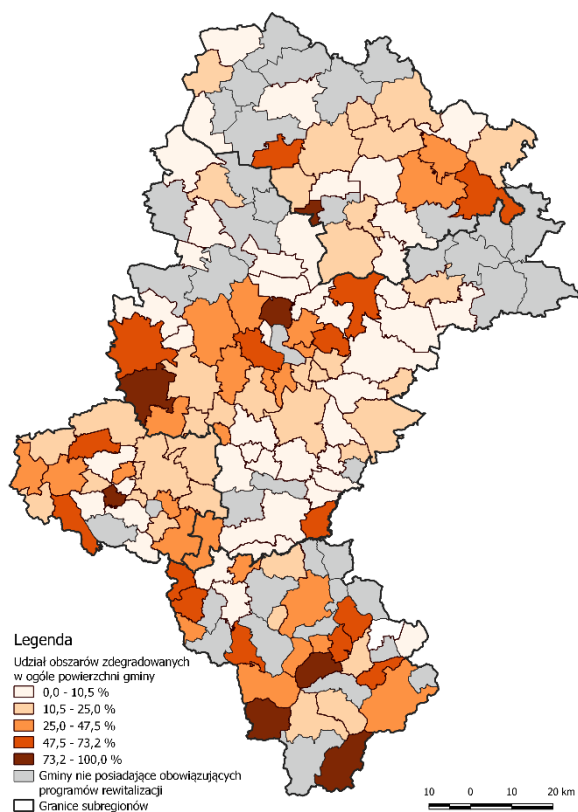 Legenda
Udział obszarów zdegradowanych
w ogóle powierzchni gminy
0,0 - 10,5 %
10,5 - 25,0 %
25,0 - 47,5 %
47,5 - 73,2 %
73,2 - 100,0 %
Gminy nie posiadające obowiązujących
programów rewitalizacji
Granice subregionów
10 0 10 20 km